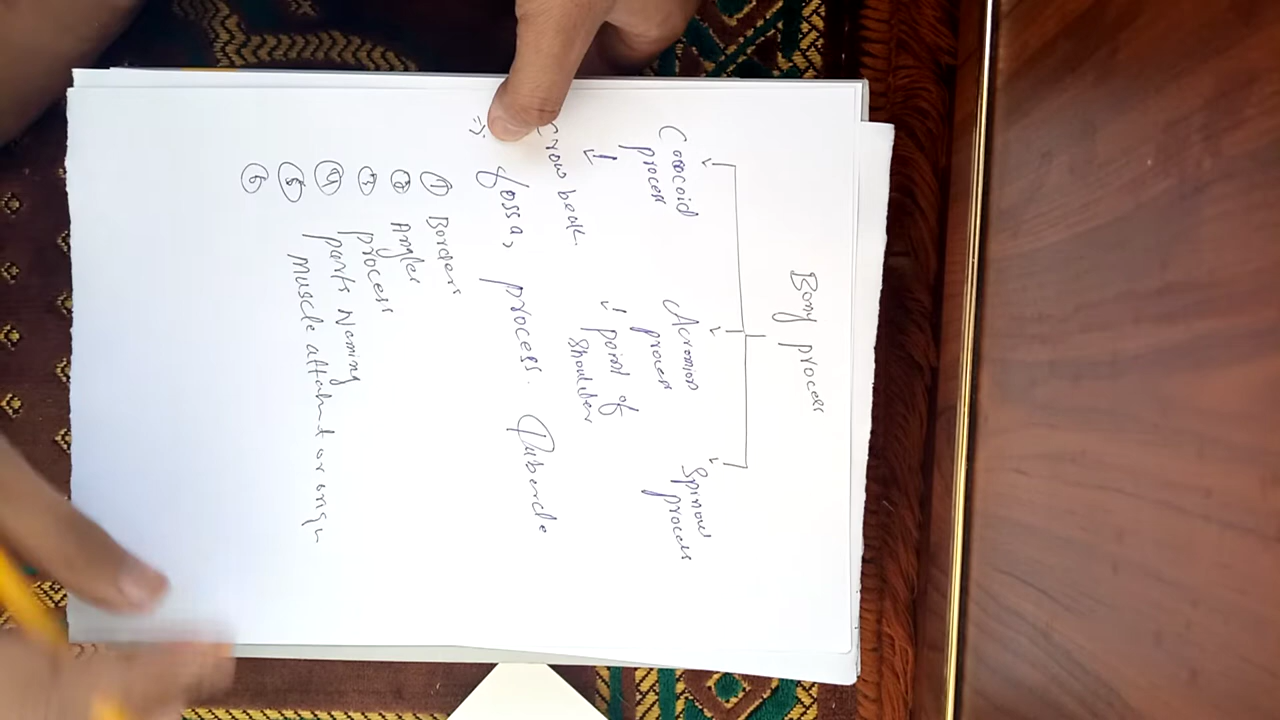 Bony process
Coracoid process
Acromion process
Spinous process
↓ Crow beak.
↓ point of shoulder
⇒ fossa, process. Tubercle
① Borders
② Angles
③ process
④ parts Naming
⑤ Muscle attachment or origin
⑥